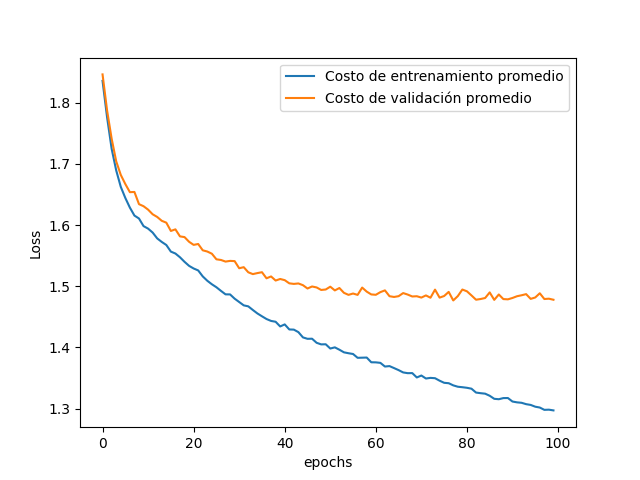 Costo de entrenamiento promedio
Costo de validación promedio
1.8
1.7
1.6
1.5
1.4
1.3
Loss
0 20 40 60 80 100
epochs